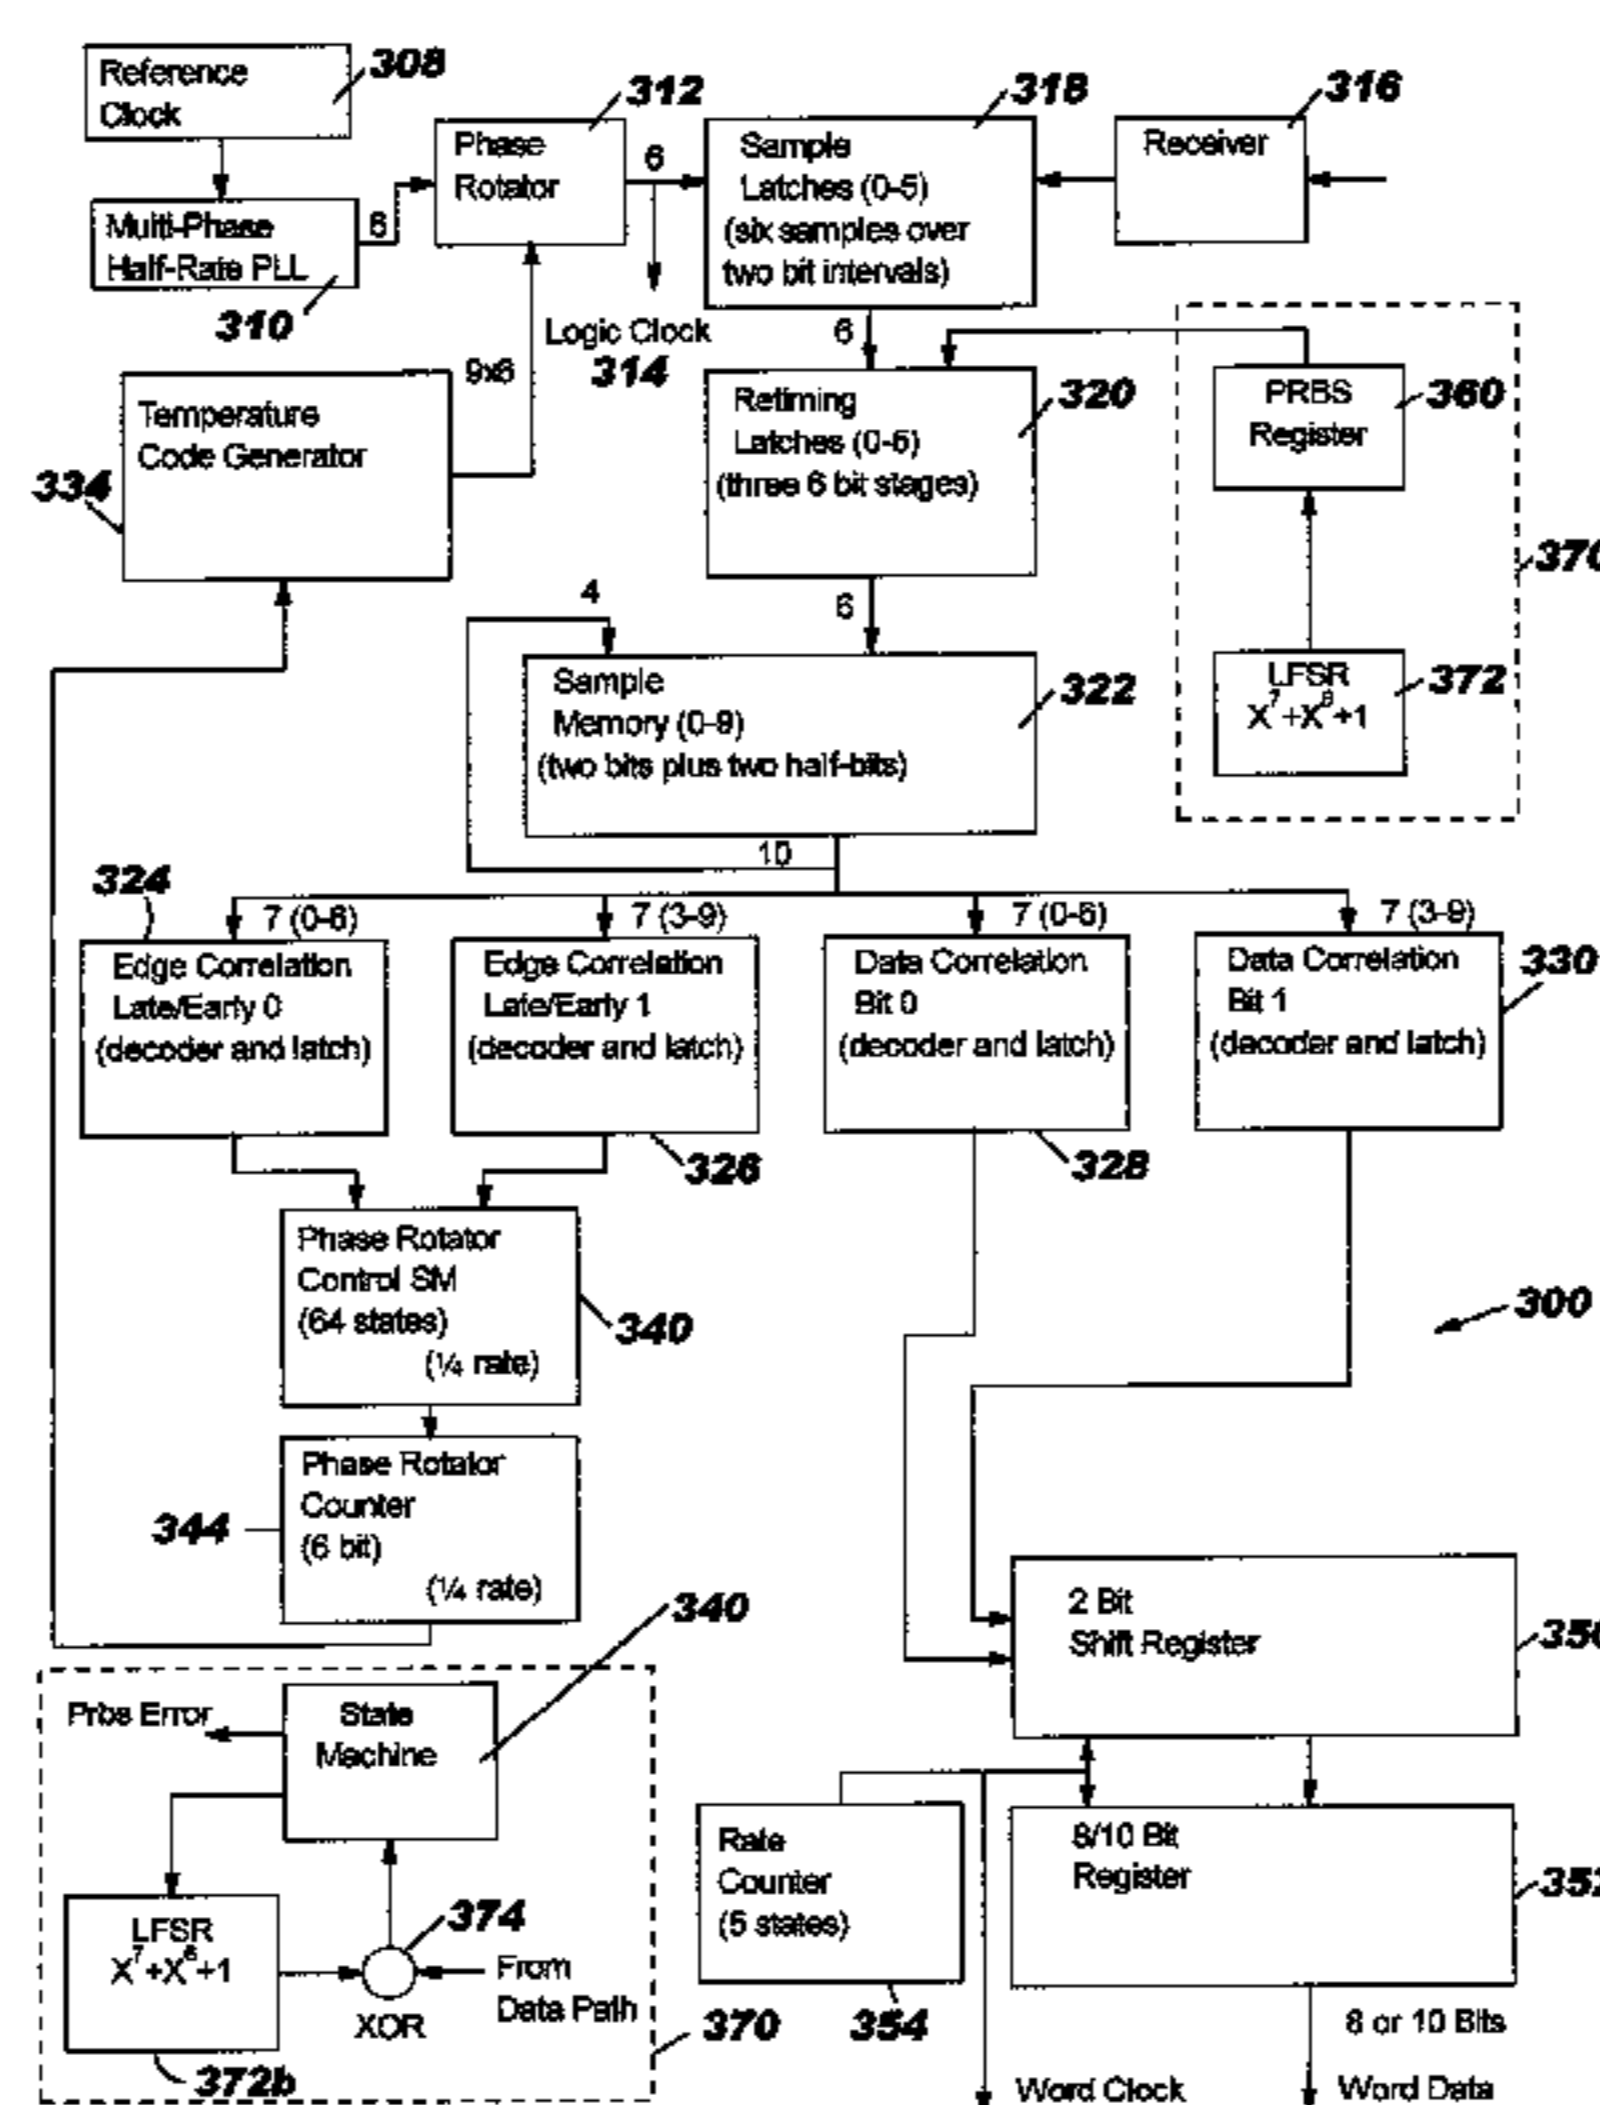 Reference
Clock
308
Multi-Phase
Half-Rate PLL
310
6
Phase
Rotator
312
6
Logic Clock
314
Sample
Latches (0-5)
(six samples over
two bit intervals)
318
Receiver
316
6
Temperature
Code Generator
334
9x6
Retiming
Latches (0-5)
(three 6 bit stages)
320
PRBS
Register
360
LFSR
X7+X6+1
372
370
4
6
Sample
Memory (0-9)
(two bits plus two half-bits)
322
10
324
7 (0-6)
7 (3-9)
7 (0-6)
7 (3-9)
Edge Correlation
Late/Early 0
(decoder and latch)
Edge Correlation
Late/Early 1
(decoder and latch)
326
Data Correlation
Bit 0
(decoder and latch)
328
Data Correlation
Bit 1
(decoder and latch)
330
Phase Rotator
Control SM
(64 states)
(¼ rate)
340
300
Phase Rotator
Counter
(6 bit)
(¼ rate)
344
2 Bit
Shift Register
350
Prbs Error
State
Machine
340
LFSR
X7+X6+1
372b
374
XOR
From
Data Path
370
Rate
Counter
(5 states)
354
8/10 Bit
Register
352
8 or 10 Bits
Word Clock
Word Data